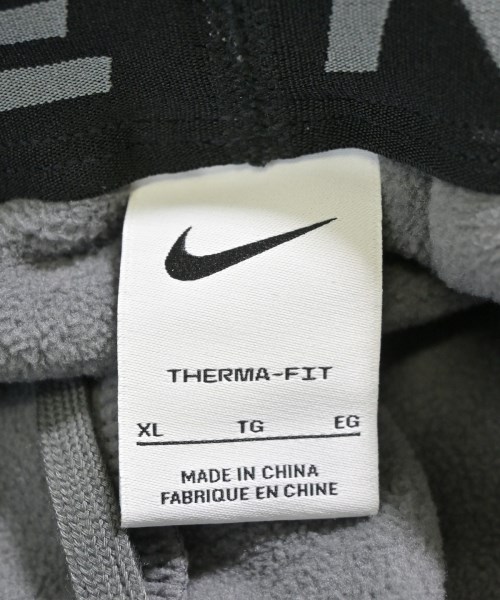 THERMA-FIT
XL TG EG
MADE IN CHINA
FABRIQUE EN CHINE